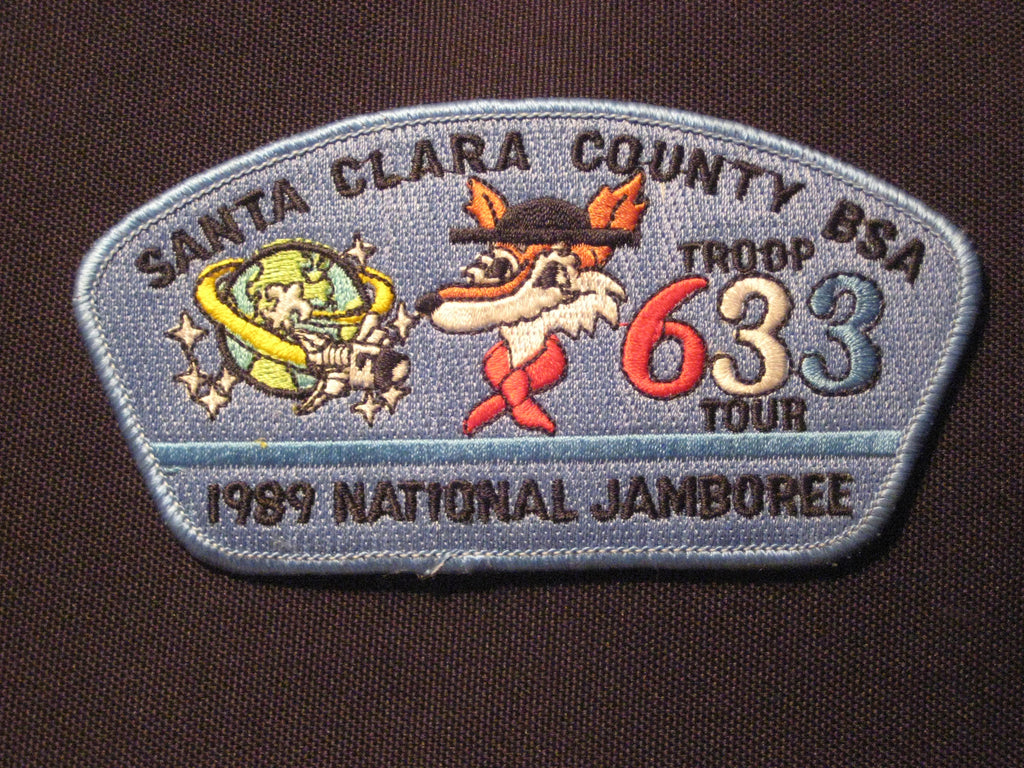 SANTA CLARA COUNTY BSA
TROOP
633
TOUR
1989 NATIONAL JAMBOREE